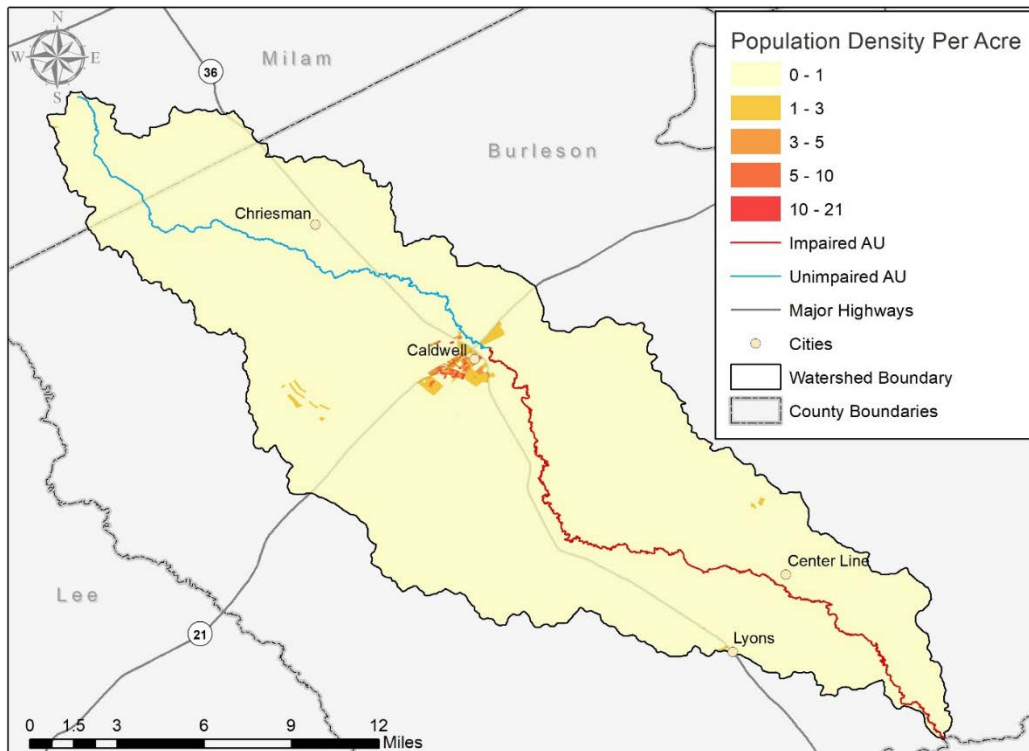 N
W E
S
36
Milam
Burleson
Chriesman
Caldwell
Center Line
Lyons
Lee
21
0 1.5 3 6 9 12
Miles
Population Density Per Acre
0 - 1
1 - 3
3 - 5
5 - 10
10 - 21
Impaired AU
Unimpaired AU
Major Highways
Cities
Watershed Boundary
County Boundaries